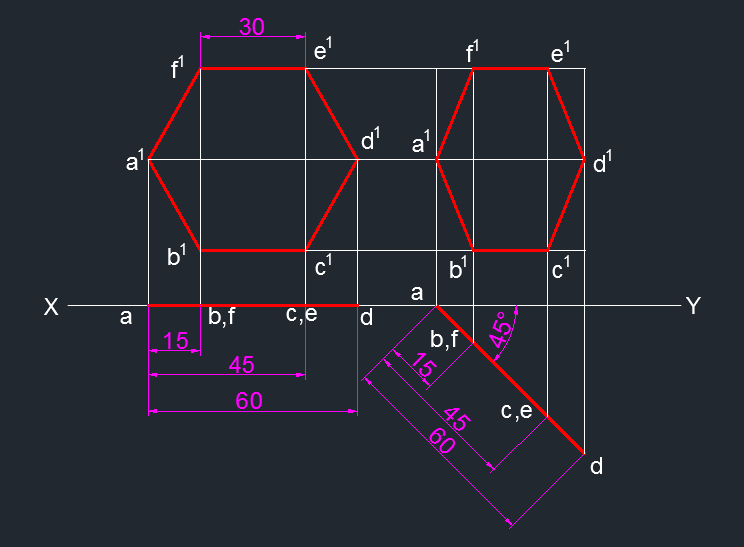 30
f¹ e¹ f¹ e¹
a¹ d¹ a¹ d¹
b¹ c¹ b¹ c¹
X a b,f c,e d a Y
15
45
60
b,f 45°
15
c,e
45
60
d